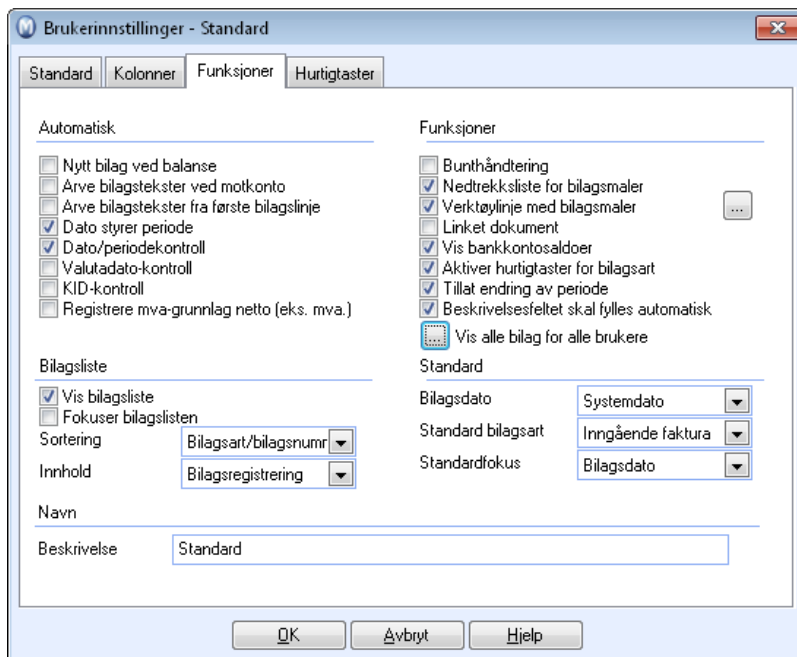 Brukerinnstillinger - Standard
Standard Kolonner Funksjoner Hurtigtaster
Automatisk
Nytt bilag ved balanse
Arve bilagstekster ved motkonto
Arve bilagstekster fra første bilagslinje
Dato styrer periode
Dato/periodekontroll
Valutadato-kontroll
KID-kontroll
Registrere mva-grunnlag netto (eks. mva.)
Funksjoner
Bunthåndtering
Nedtrekksliste for bilagsmaler
Verktøylinje med bilagsmaler
...
Linket dokument
Vis bankkontosaldoer
Aktiver hurtigtaster for bilagsart
Tillat endring av periode
Beskrivelsesfeltet skal fylles automatisk
... Vis alle bilag for alle brukere
Bilagsliste
Vis bilagsliste
Fokuser bilagslisten
Sortering Bilagsart/bilagsnumr
Innhold Bilagsregistrering
Standard
Bilagsdato Systemdato
Standard bilagsart Inngående faktura
Standardfokus Bilagsdato
Navn
Beskrivelse Standard
OK Avbryt Hjelp